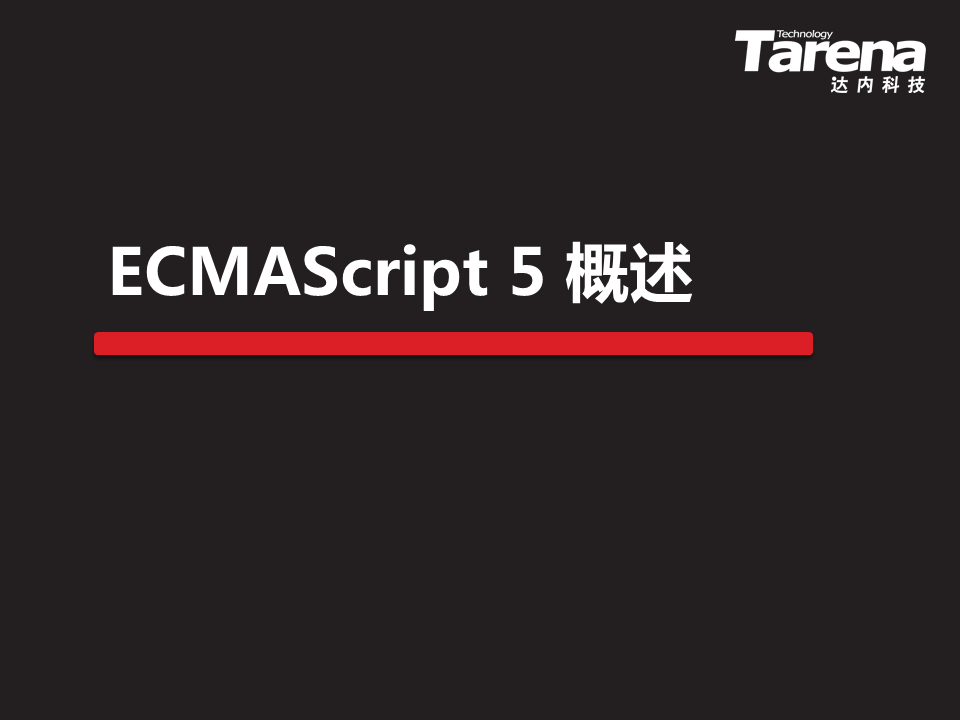 Technology
Tarena
达内科技
ECMAScript 5 概述